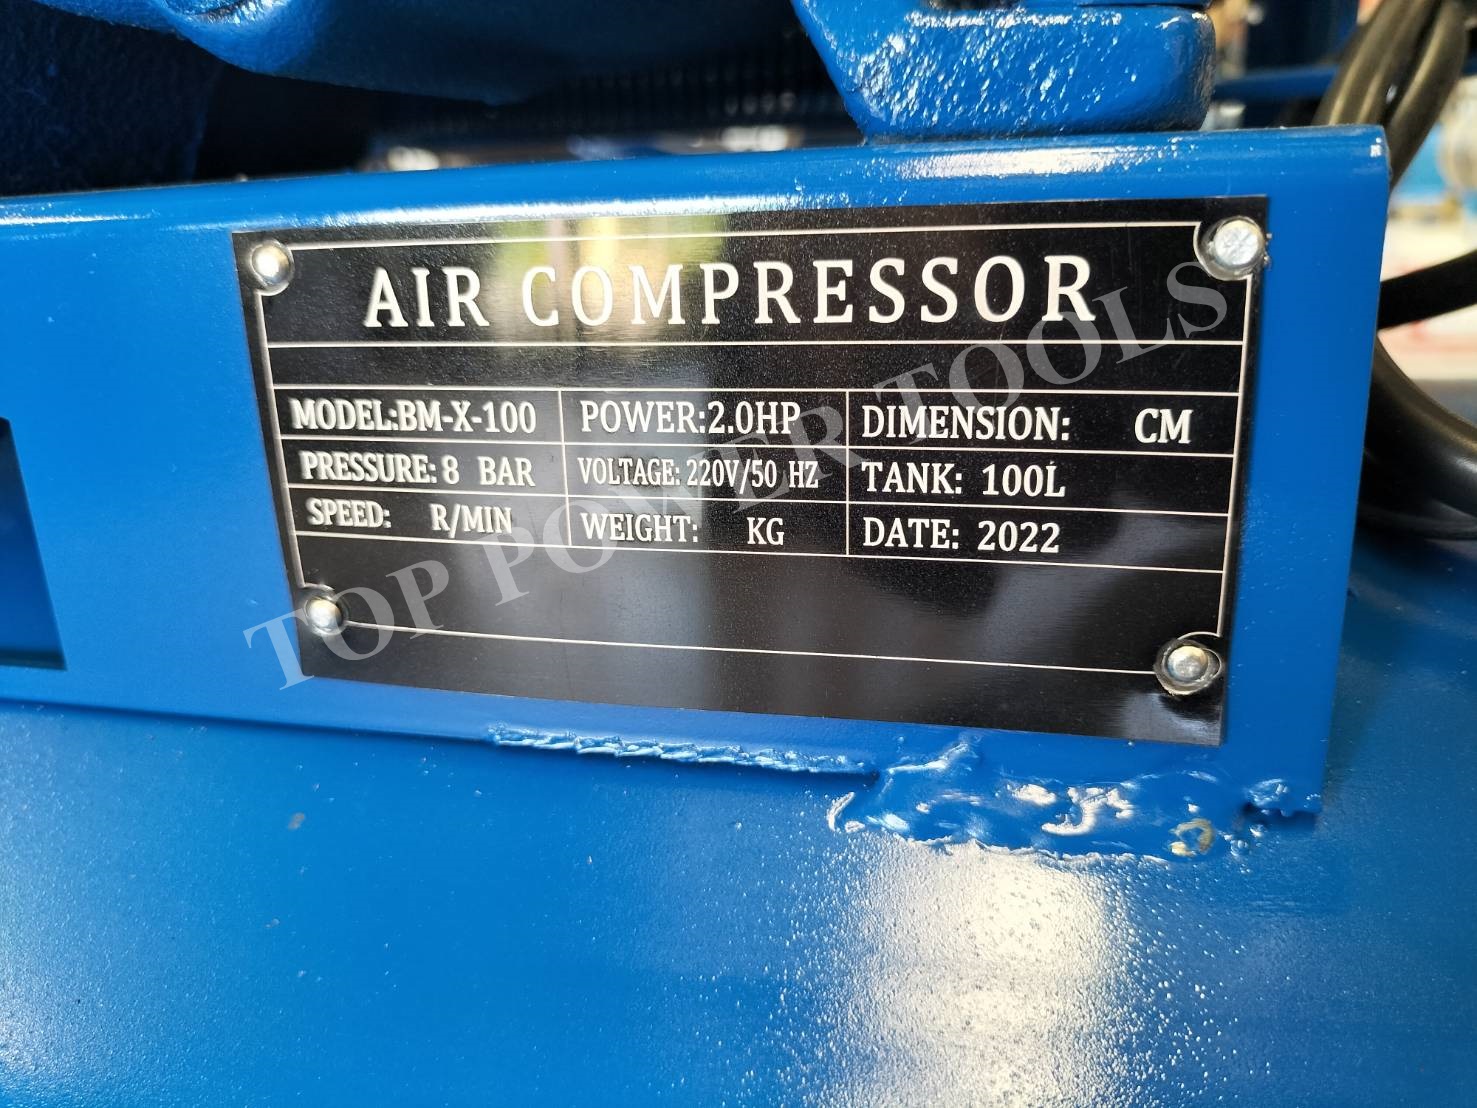 AIR COMPRESSOR
MODEL:BM-X-100 POWER:2.0HP DIMENSION: CM
PRESSURE: 8 BAR VOLTAGE: 220V/50 HZ TANK: 100L
SPEED: R/MIN WEIGHT: KG DATE: 2022
TOP POWER TOOLS